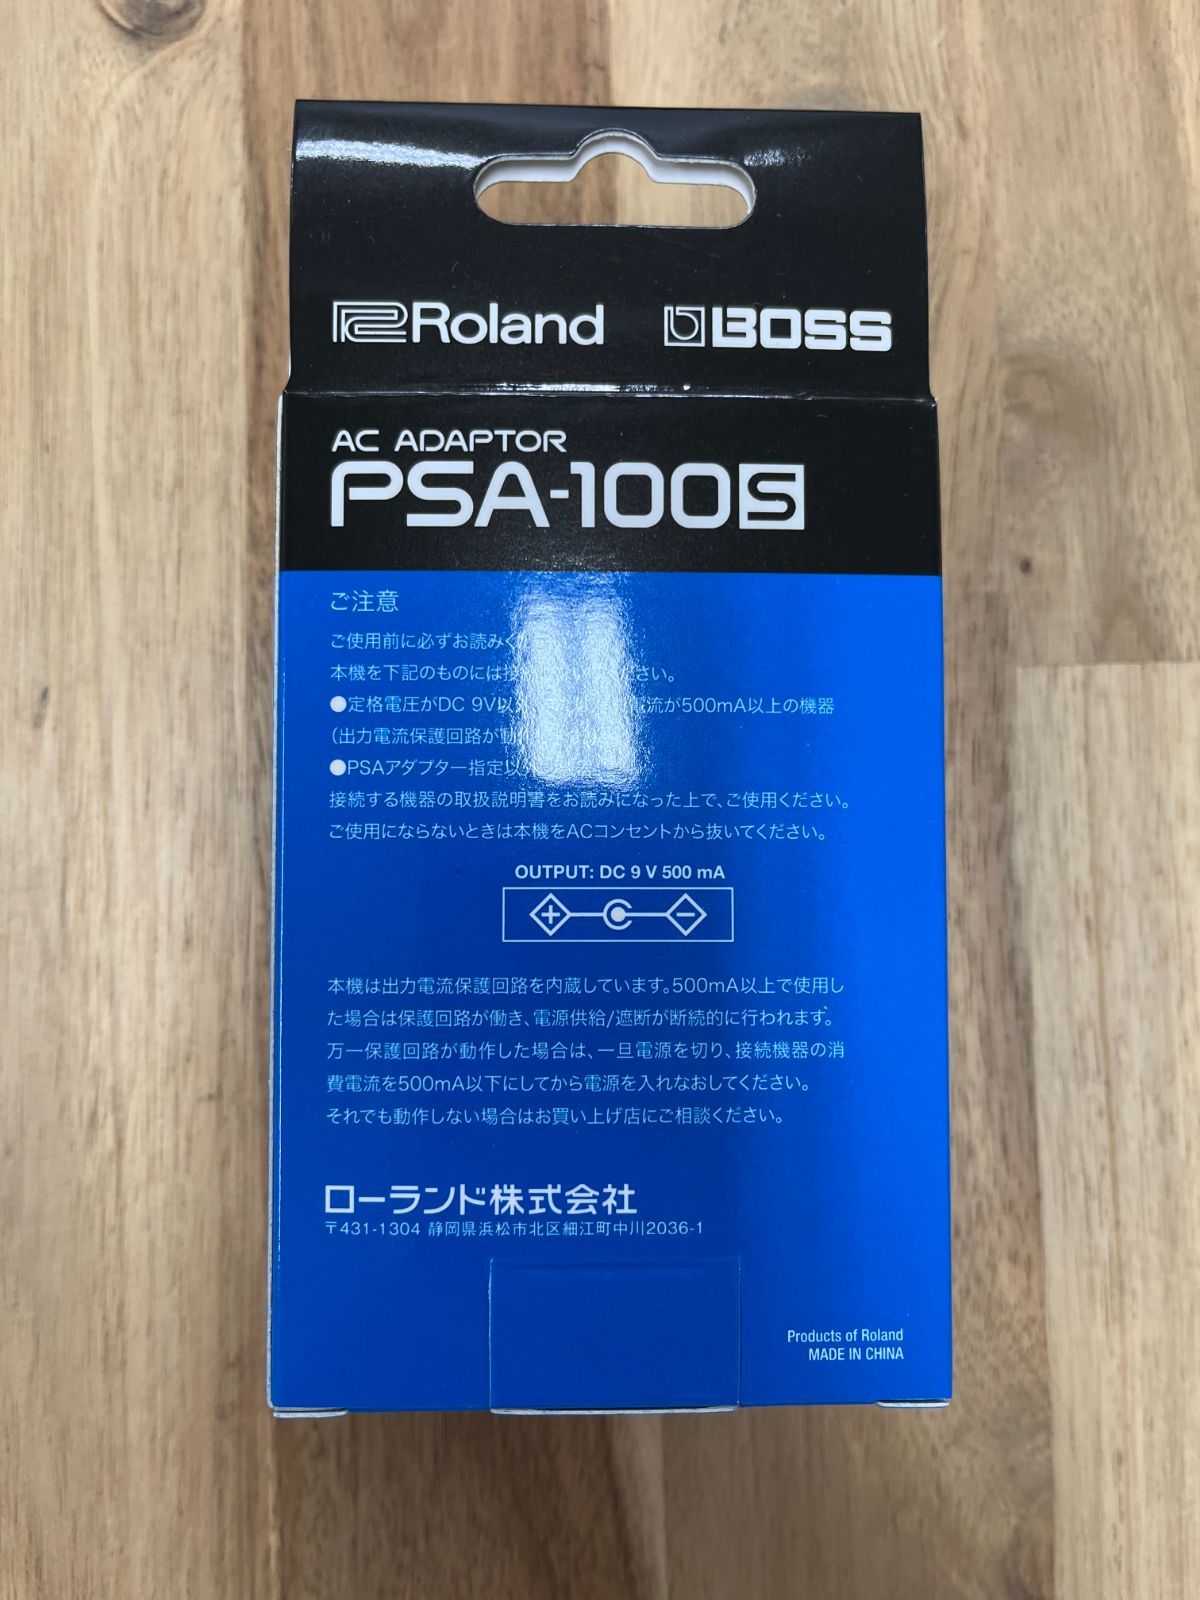 Roland BOSS
AC ADAPTOR
PSA-100S
ご注意
ご使用前に必ずお読みく
本機を下記のものには接 ださい。
●定格電圧がDC 9V以 電流が500mA以上の機器
（出力電流保護回路が動
●PSAアダプター指定以
接続する機器の取扱説明書をお読みになった上で、ご使用ください。
ご使用にならないときは本機をACコンセントから抜いてください。
OUTPUT: DC 9 V 500 mA
+ −
本機は出力電流保護回路を内蔵しています。500mA以上で使用し
た場合は保護回路が働き、電源供給/遮断が断続的に行われます。
万一保護回路が動作した場合は、一旦電源を切り、接続機器の消
費電流を500mA以下にしてから電源を入れなおしてください。
それでも動作しない場合はお買い上げ店にご相談ください。
ローランド株式会社
〒431-1304 静岡県浜松市北区細江町中川2036-1
Products of Roland
MADE IN CHINA